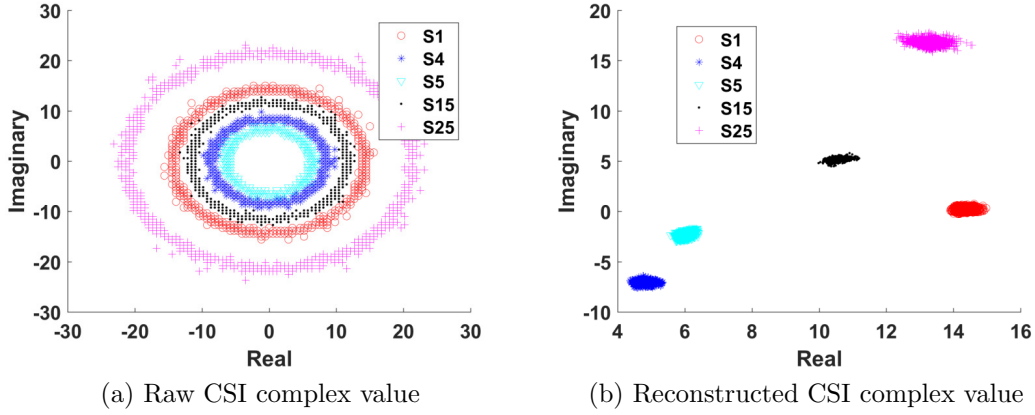 30
20
10
0
-10
-20
-30
-30
-20
-10
0
10
20
30
Imaginary
Real
S1
S4
S5
S15
S25
(a) Raw CSI complex value
20
15
10
5
0
-5
-10
4
6
8
10
12
14
16
Imaginary
Real
S1
S4
S5
S15
S25
(b) Reconstructed CSI complex value